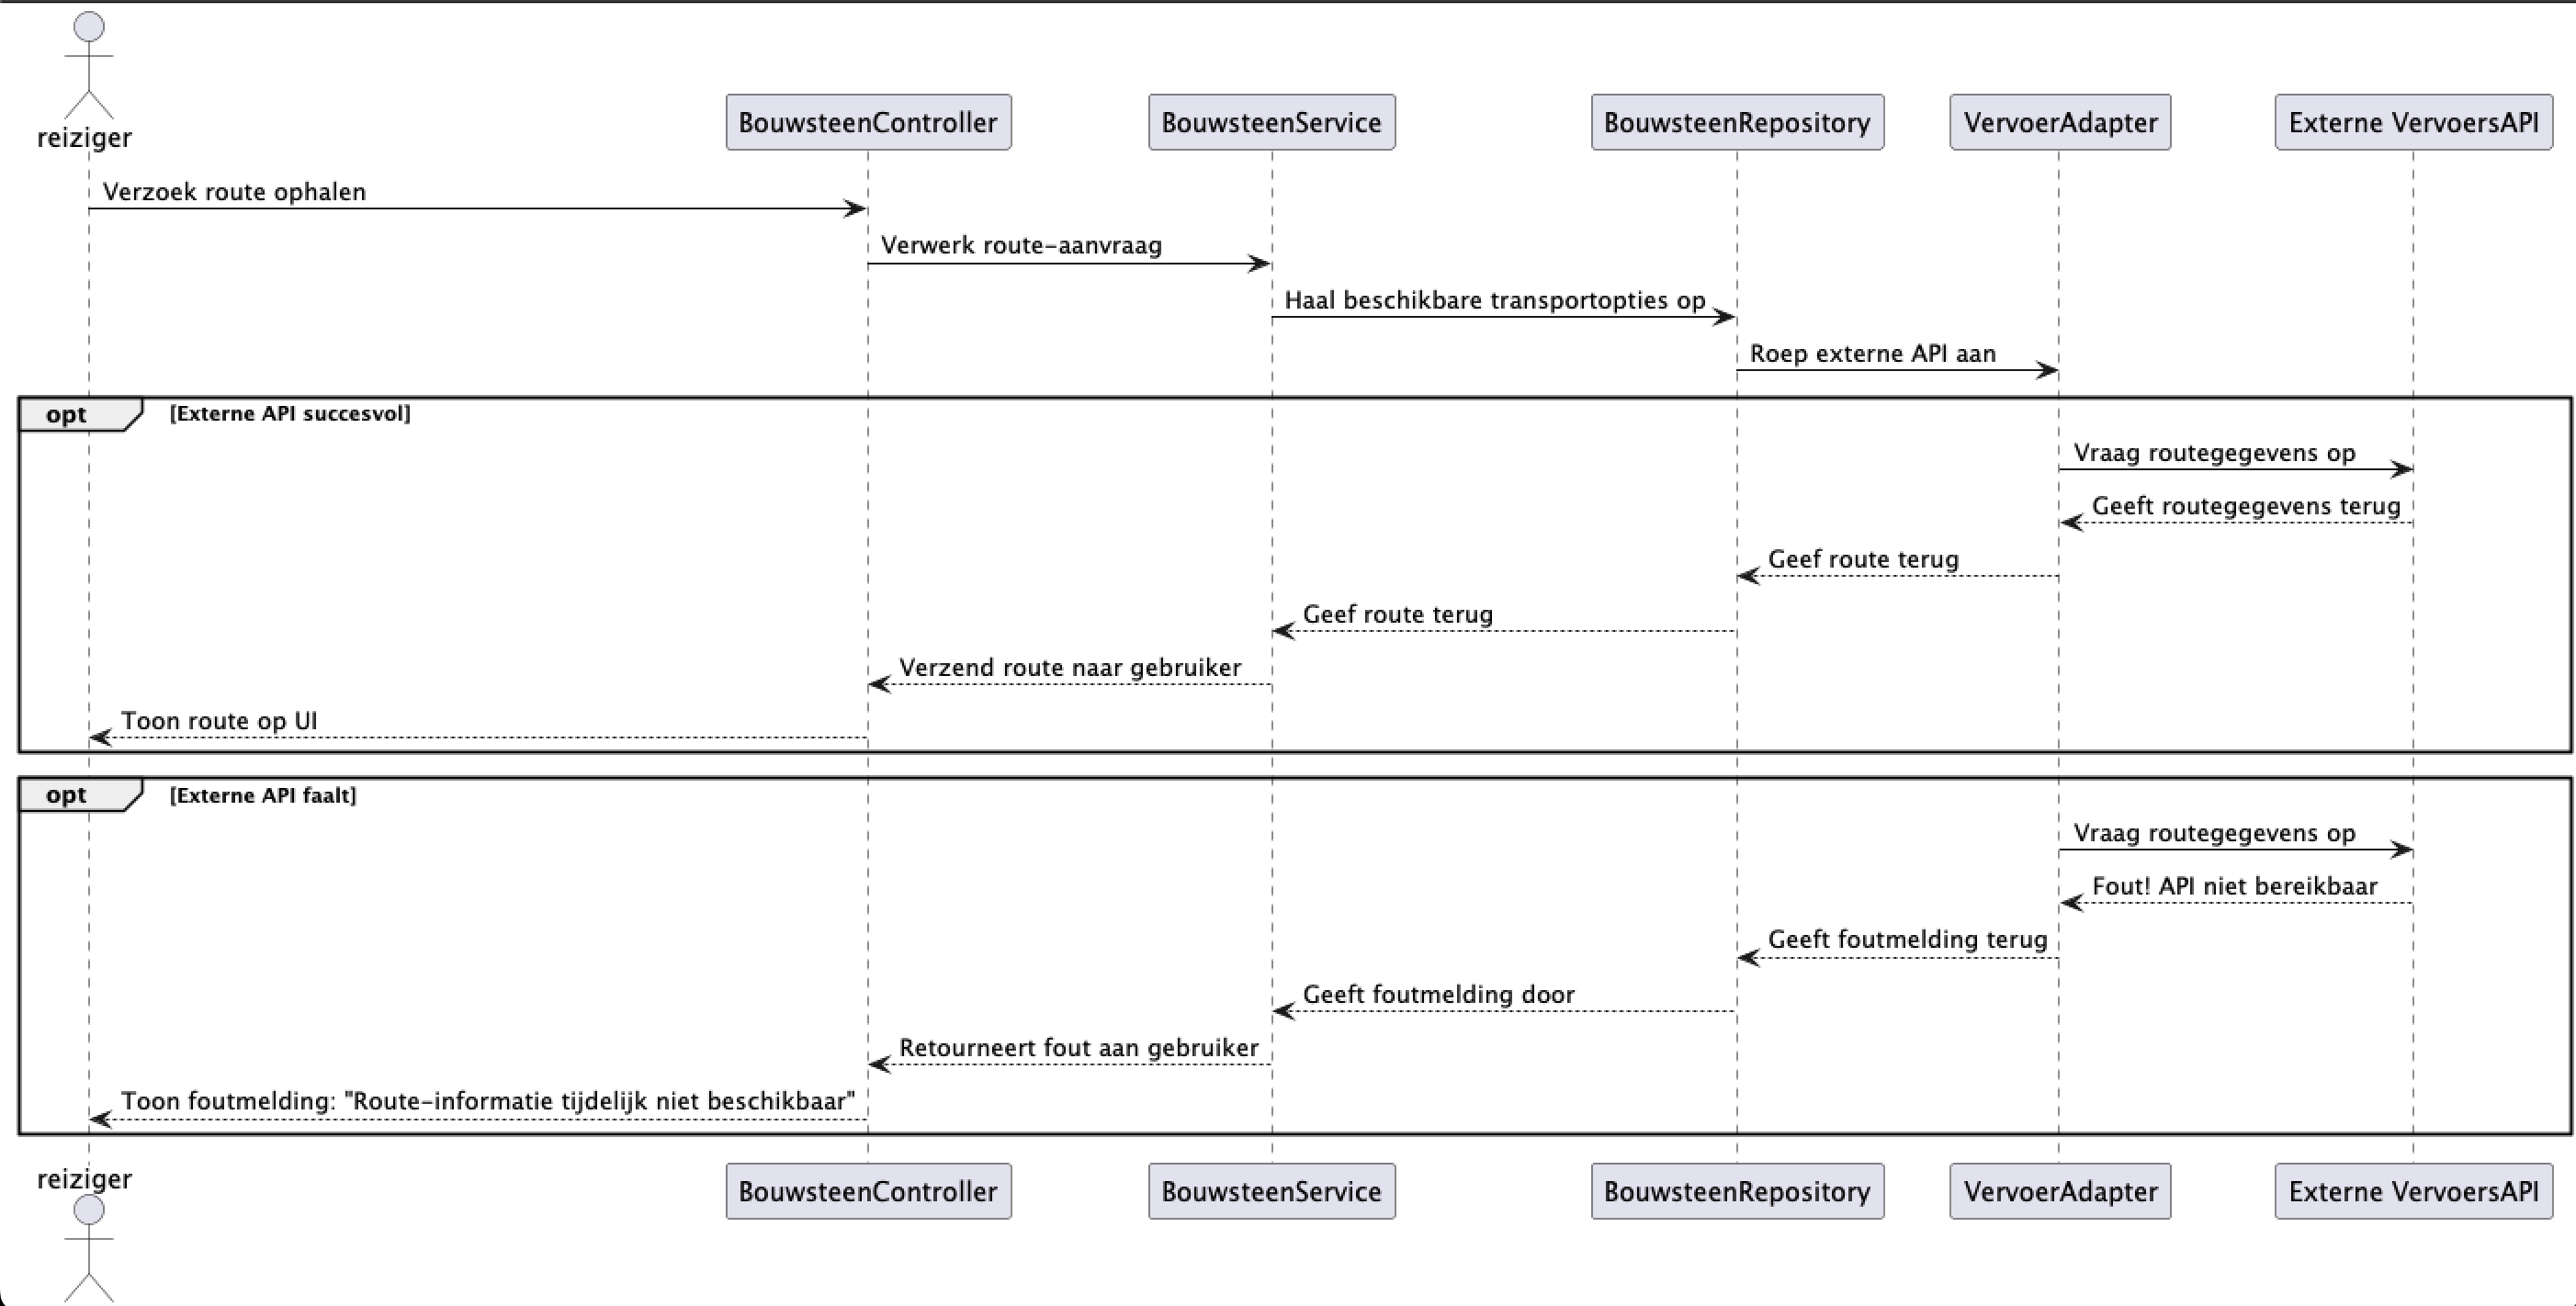 reiziger
BouwsteenController
BouwsteenService
BouwsteenRepository
VervoerAdapter
Externe VervoersAPI
Verzoek route ophalen
Verwerk route-aanvraag
Haal beschikbare transportopties op
Roep externe API aan
opt
[Externe API succesvol]
Vraag routegegevens op
Geeft routegegevens terug
Geef route terug
Geef route terug
Verzend route naar gebruiker
Toon route op UI
opt
[Externe API faalt]
Vraag routegegevens op
Fout! API niet bereikbaar
Geeft foutmelding terug
Geeft foutmelding door
Retourneert fout aan gebruiker
Toon foutmelding: "Route-informatie tijdelijk niet beschikbaar"
reiziger
BouwsteenController
BouwsteenService
BouwsteenRepository
VervoerAdapter
Externe VervoersAPI